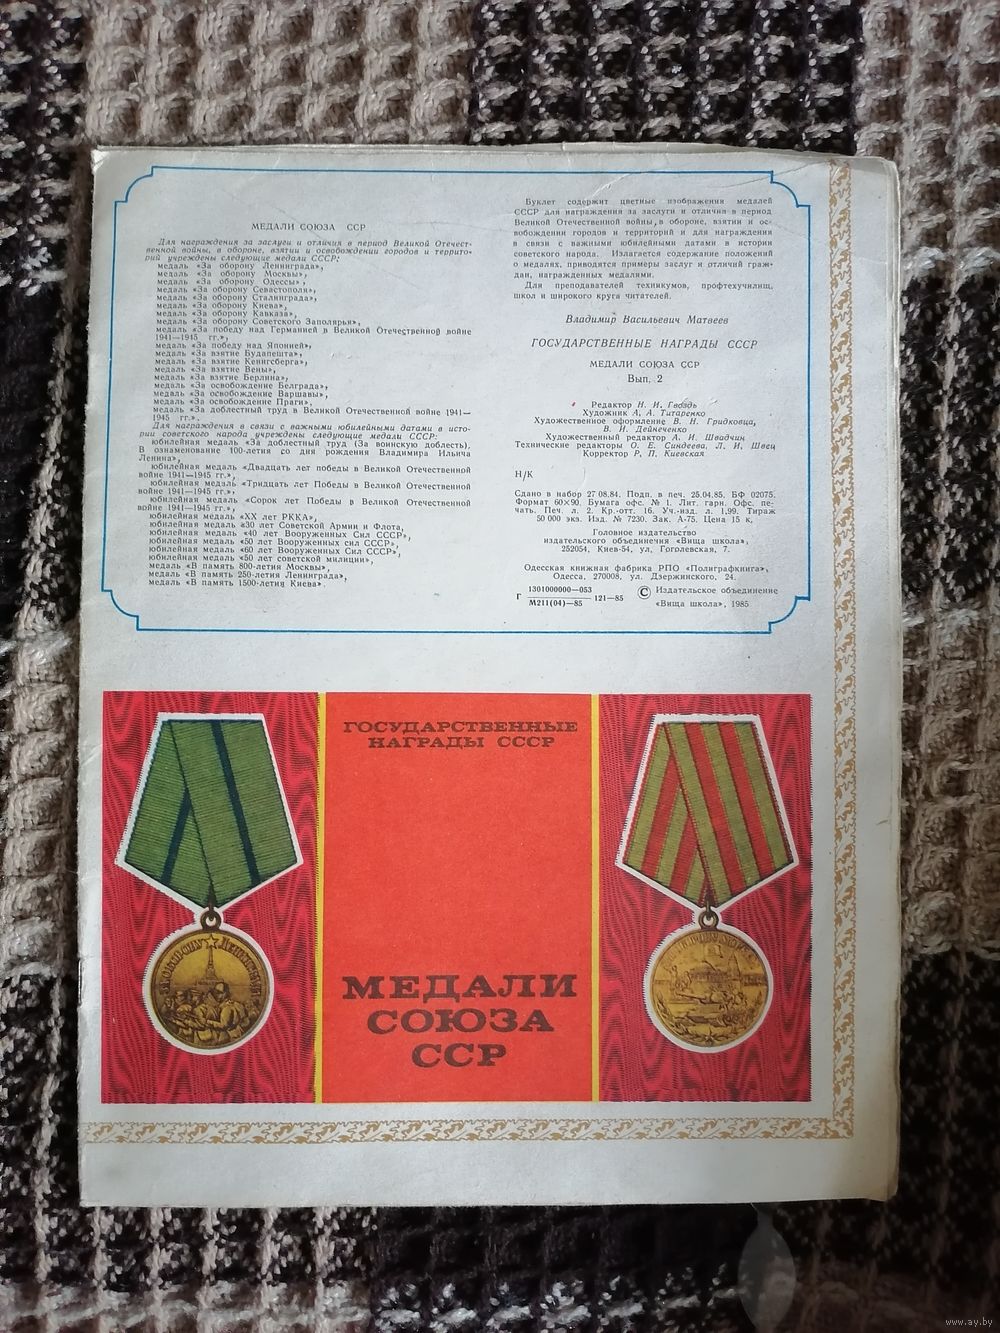 МЕДАЛИ СОЮЗА ССР
Для награждения за заслуги и отличия в период Великой Отечест-
венной войны, в обороне, взятии и освобождении городов и террито-
рий учреждены следующие медали СССР:
медаль «За оборону Ленинграда»,
медаль «За оборону Москвы»,
медаль «За оборону Одессы»,
медаль «За оборону Севастополя»,
медаль «За оборону Сталинграда»,
медаль «За оборону Киева»,
медаль «За оборону Кавказа»,
медаль «За оборону Советского Заполярья»,
медаль «За победу над Германией в Великой Отечественной войне
1941—1945 гг.»,
медаль «За победу над Японией»,
медаль «За взятие Будапешта»,
медаль «За взятие Кенигсберга»,
медаль «За взятие Вены»,
медаль «За взятие Берлина»,
медаль «За освобождение Белграда»,
медаль «За освобождение Варшавы»,
медаль «За освобождение Праги»,
медаль «За доблестный труд в Великой Отечественной войне 1941—
1945 гг.».
Для награждения в связи с важными юбилейными датами в исто-
рии советского народа учреждены следующие медали СССР:
юбилейная медаль «За доблестный труд (За воинскую доблесть).
В ознаменование 100-летия со дня рождения Владимира Ильича
Ленина»,
юбилейная медаль «Двадцать лет победы в Великой Отечественной
войне 1941—1945 гг.»,
юбилейная медаль «Тридцать лет Победы в Великой Отечественной
войне 1941—1945 гг.»,
юбилейная медаль «Сорок лет Победы в Великой Отечественной
войне 1941—1945 гг.»,
юбилейная медаль «XX лет РККА»,
юбилейная медаль «30 лет Советской Армии и Флота,
юбилейная медаль «40 лет Вооруженных Сил СССР»,
юбилейная медаль «50 лет Вооруженных сил СССР»,
юбилейная медаль «60 лет Вооруженных Сил СССР»,
юбилейная медаль «50 лет советской милиции»,
медаль «В память 800-летия Москвы»,
медаль «В память 250-летия Ленинграда»,
медаль «В память 1500-летия Киева».
Буклет содержит цветные изображения медалей
СССР для награждения за заслуги и отличия в период
Великой Отечественной войны, в обороне, взятии и ос-
вобождении городов и территорий и для награждения
в связи с важными юбилейными датами в истории
советского народа. Излагается содержание положений
о медалях, приводятся примеры заслуг и отличий граж-
дан, награжденных медалями.
Для преподавателей техникумов, профтехучилищ,
школ и широкого круга читателей.
Владимир Васильевич Матвеев
ГОСУДАРСТВЕННЫЕ НАГРАДЫ СССР
МЕДАЛИ СОЮЗА ССР
Вып. 2
Редактор Н. И. Гвоздь
Художник А. А. Титаренко
Художественное оформление В. Н. Гридковца,
В. И. Дейнеченко
Художественный редактор А. И. Швадчин
Технические редакторы О. Е. Синдеева, Л. И. Швец
Корректор Р. П. Киевская
Н/К
Сдано в набор 27 08.84. Подп. в печ. 25.04.85. БФ 02075.
Формат 60×90. Бумага офс. № 1. Лит. гарн. Офс. пе-
чать. Печ. л. 2. Кр.-отт. 16. Уч.-изд. л. 1,99. Тираж
50 000 экз. Изд. № 7230. Зак. А-75. Цена 15 к.
Головное издательство
издательского объединения «Вища школа»,
252054, Киев-54, ул. Гоголевская, 7.
Одесская книжная фабрика РПО «Полиграфкнига»,
Одесса, 270008, ул. Дзержинского, 24.
Г 1301000000—053
М211(04)—85 121—85
© Издательское объединение
«Вища школа», 1985
ГОСУДАРСТВЕННЫЕ
НАГРАДЫ СССР
МЕДАЛИ
СОЮЗА
ССР
www.ay.by